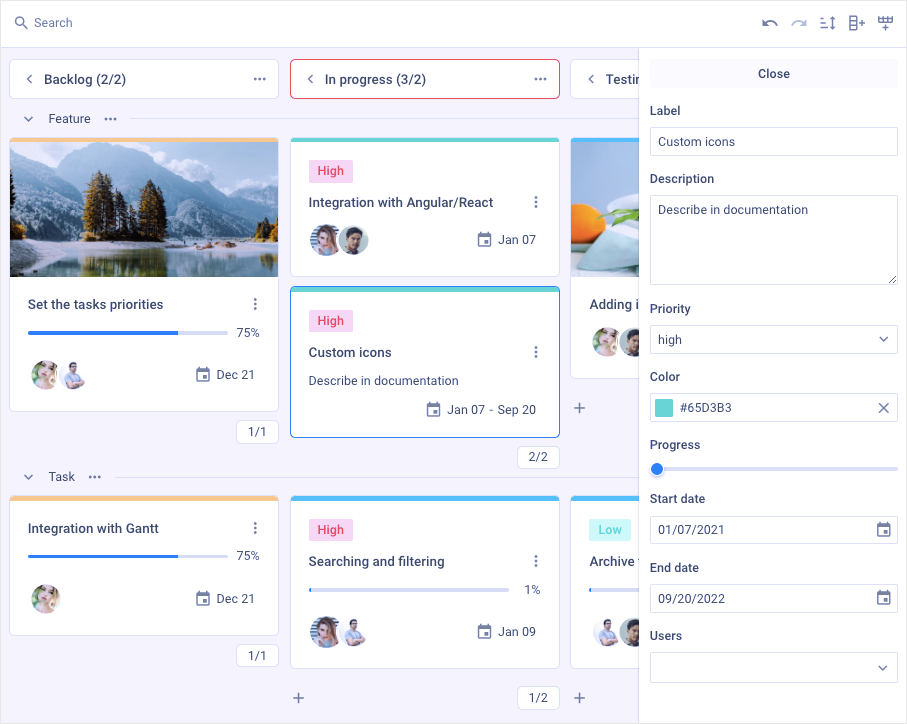 Search
Backlog (2/2)
In progress (3/2)
Testin
Close
Feature
Label
Custom icons
Description
Describe in documentation
Priority
high
Color
#65D3B3
Progress
Start date
01/07/2021
End date
09/20/2022
Users
Set the tasks priorities
75%
Dec 21
1/1
High
Integration with Angular/React
Jan 07
High
Custom icons
Describe in documentation
Jan 07 - Sep 20
2/2
Adding i
Task
Integration with Gantt
75%
Dec 21
1/1
High
Searching and filtering
1%
Jan 09
1/2
Low
Archive